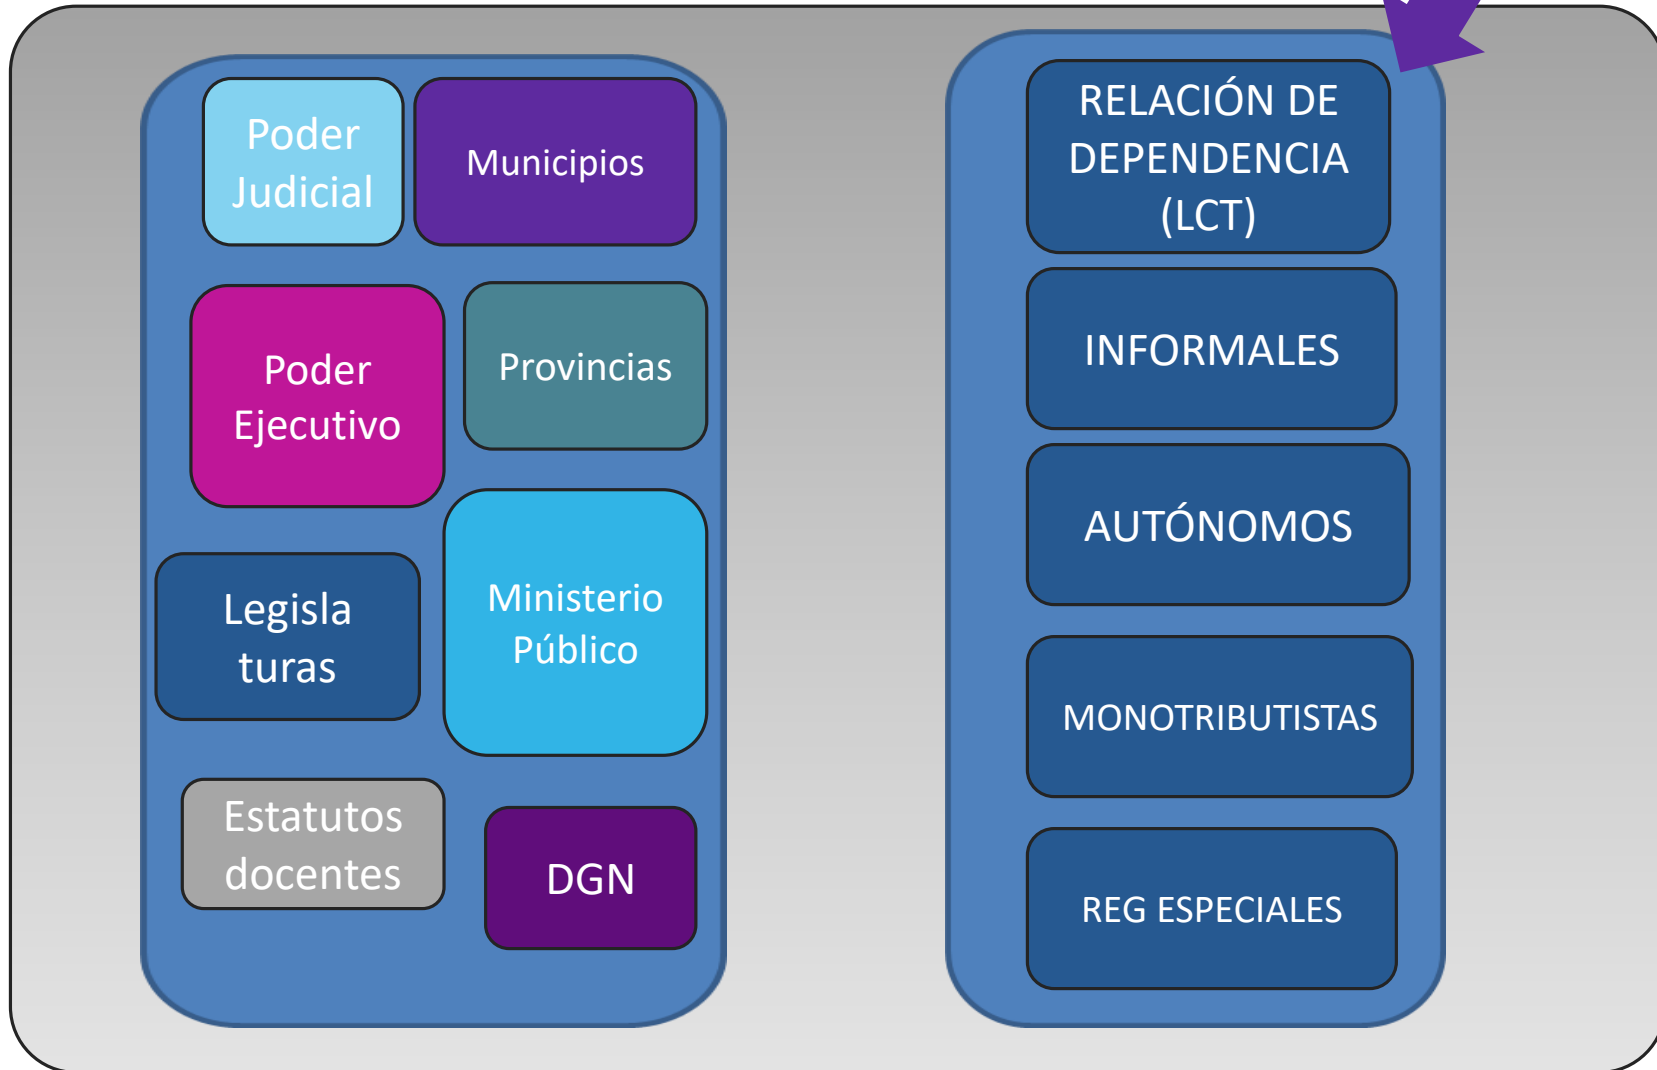 Poder
Judicial
Municipios
Poder
Ejecutivo
Provincias
Legisla
turas
Ministerio
Público
Estatutos
docentes
DGN
RELACIÓN DE
DEPENDENCIA
(LCT)
INFORMALES
AUTÓNOMOS
MONOTRIBUTISTAS
REG ESPECIALES